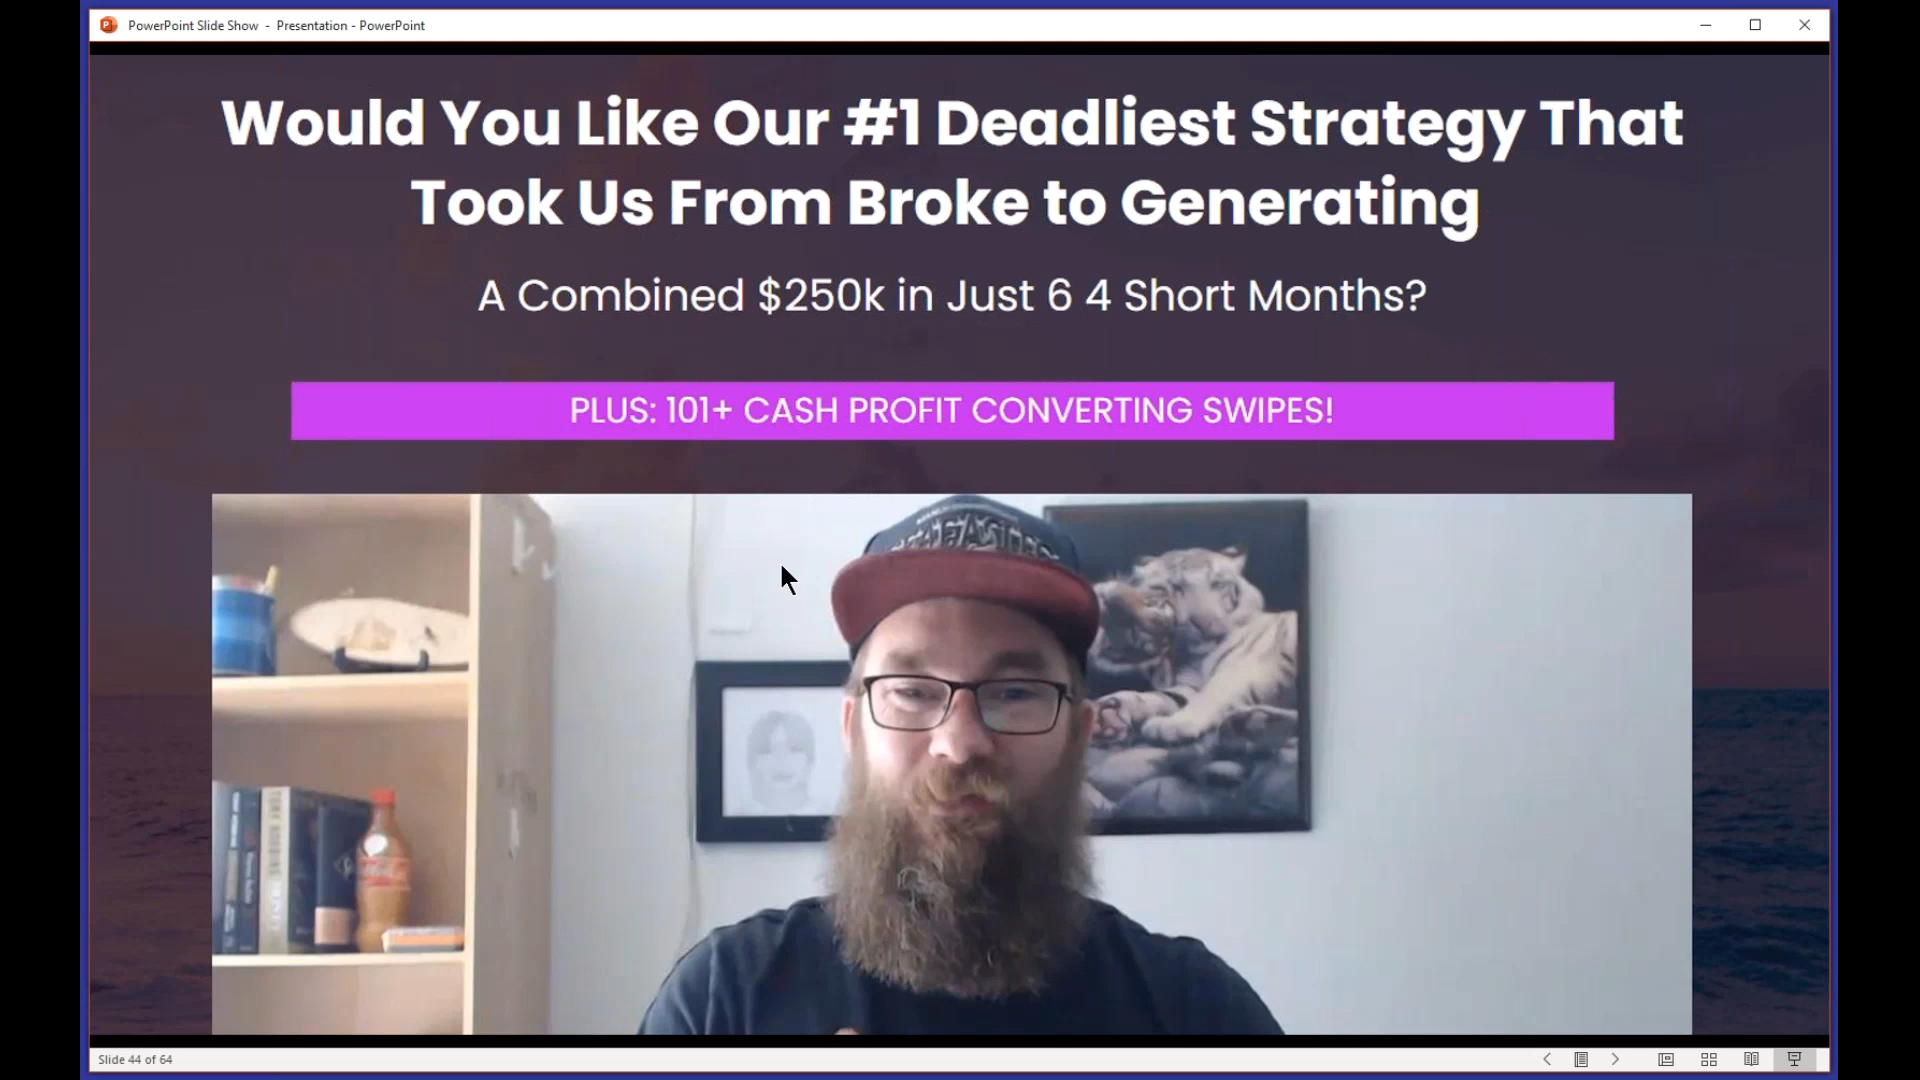 PowerPoint Slide Show - Presentation - PowerPoint
Would You Like Our #1 Deadliest Strategy That
Took Us From Broke to Generating
A Combined $250k in Just 6 4 Short Months?
PLUS: 101+ CASH PROFIT CONVERTING SWIPES!
Slide 44 of 64